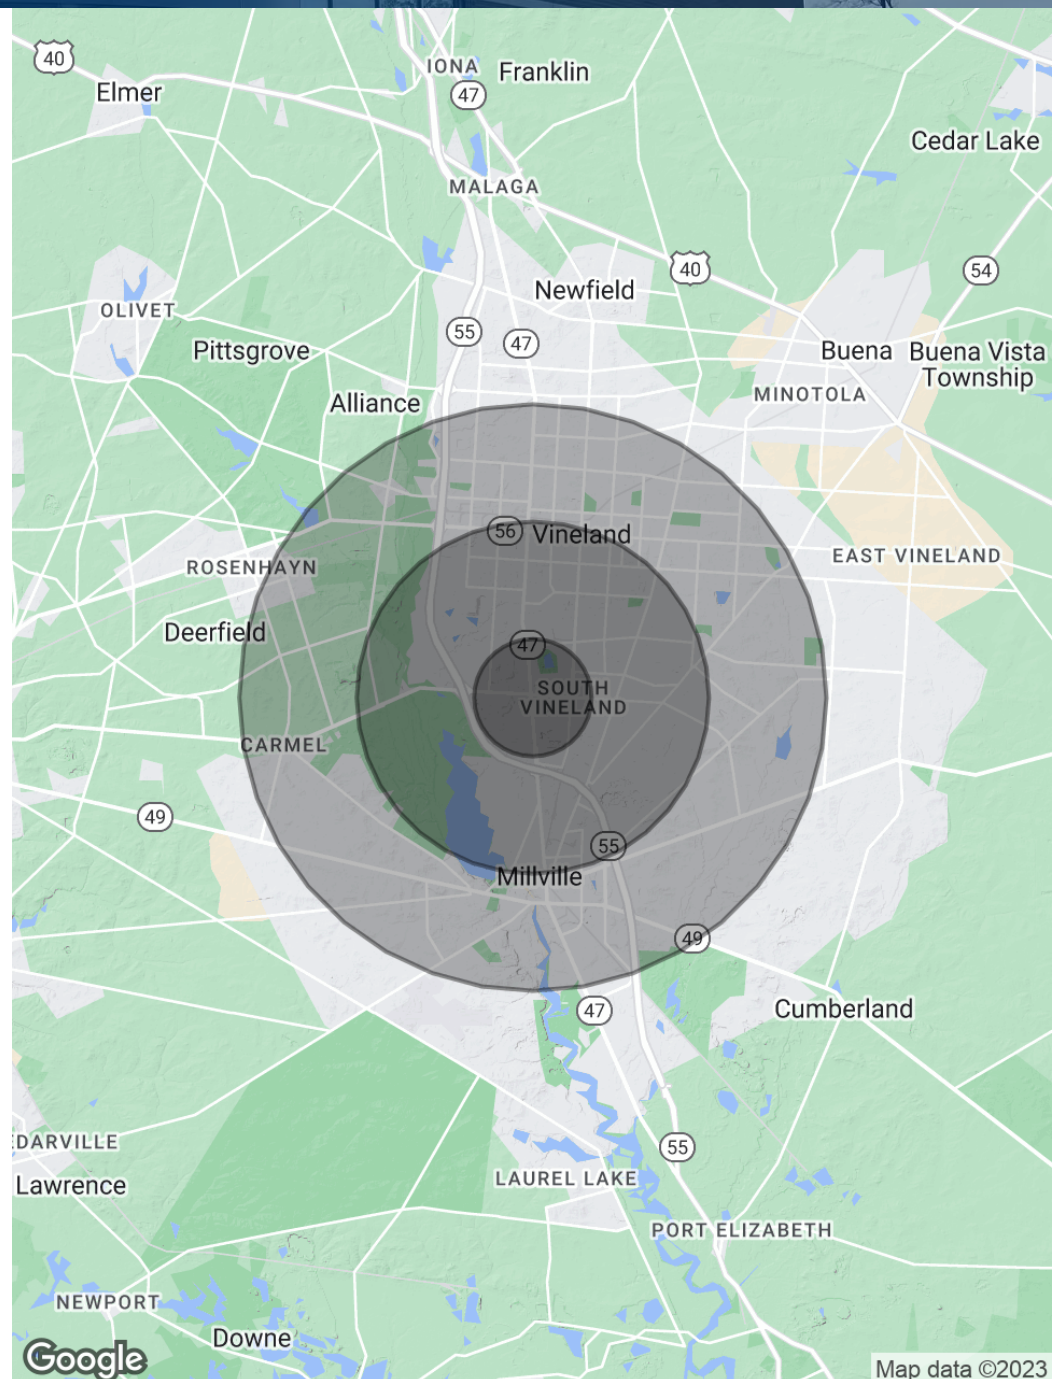 40
IONA
Franklin
47
Elmer
Cedar Lake
MALAGA
40
54
Newfield
OLIVET
55
47
Pittsgrove
Buena
Buena Vista
Township
MINOTOLA
Alliance
56
Vineland
EAST VINELAND
ROSENHAYN
Deerfield
47
SOUTH
VINELAND
CARMEL
49
55
Millville
49
47
Cumberland
EDARVILLE
55
Lawrence
LAUREL LAKE
PORT ELIZABETH
NEWPORT
Downe
Google
Map data ©2023